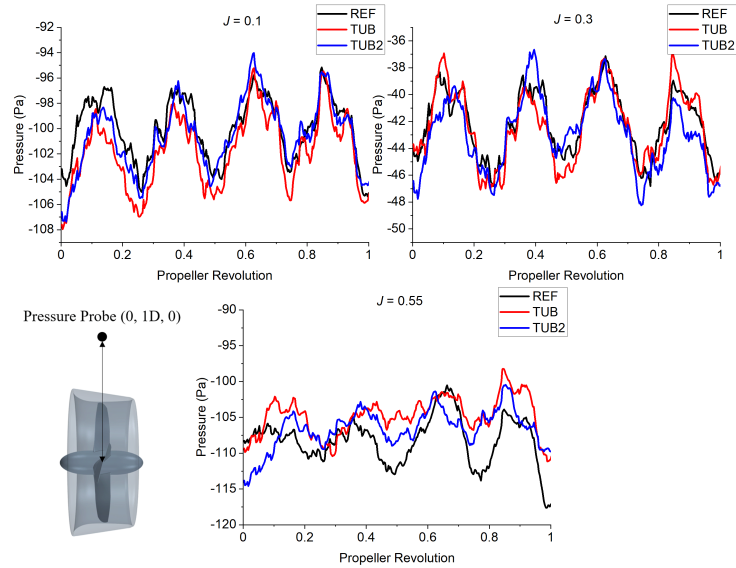 J = 0.1
REF
TUB
TUB2
-92
-94
-96
-98
-100
-102
-104
-106
-108
Pressure (Pa)
0
0.2
0.4
0.6
0.8
1
Propeller Revolution
J = 0.3
REF
TUB
TUB2
-36
-38
-40
-42
-44
-46
-48
-50
Pressure (Pa)
0
0.2
0.4
0.6
0.8
1
Propeller Revolution
Pressure Probe (0, 1D, 0)
J = 0.55
REF
TUB
TUB2
-90
-95
-100
-105
-110
-115
-120
Pressure (Pa)
0
0.2
0.4
0.6
0.8
1
Propeller Revolution